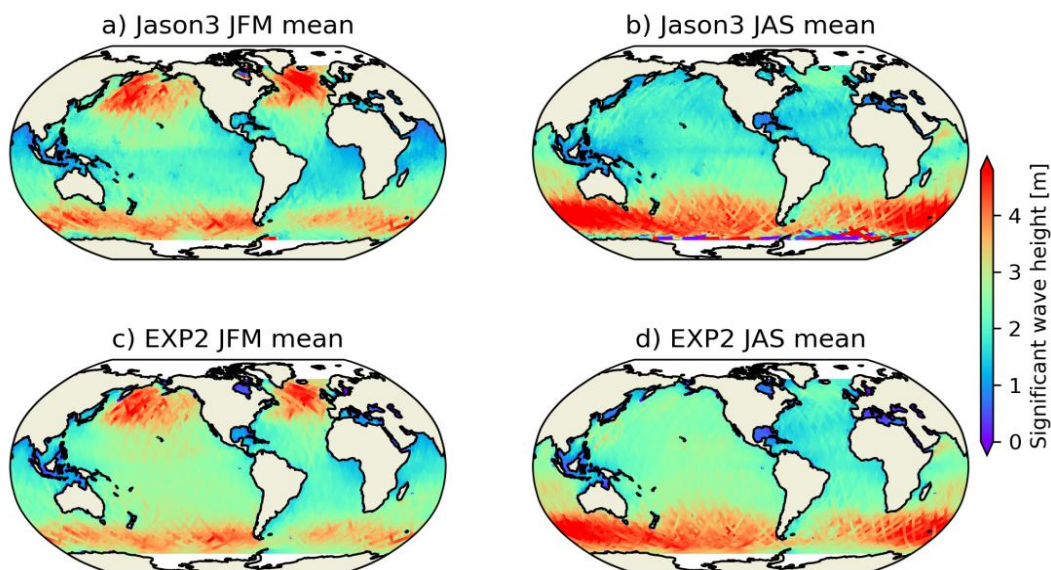 a) Jason3 JFM mean
b) Jason3 JAS mean
c) EXP2 JFM mean
d) EXP2 JAS mean
4
3
2
1
0
Significant wave height [m]